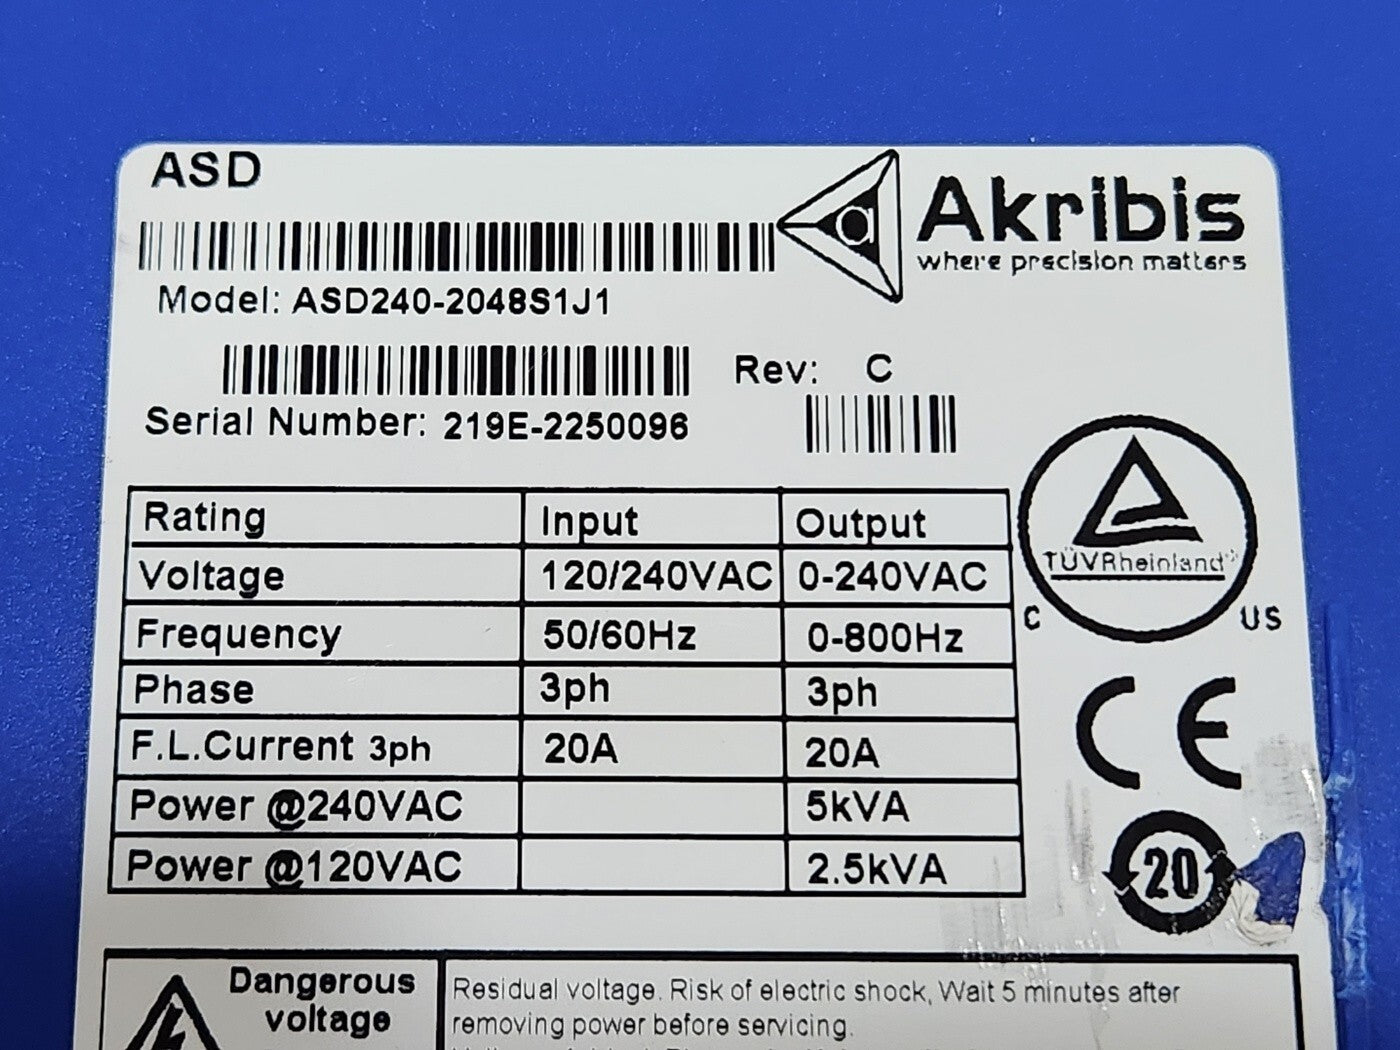 ASD
Akribis
where precision matters
Model: ASD240-2048S1J1
Rev: C
Serial Number: 219E-2250096
TÜVRheinland®
C US
Rating Input Output
Voltage 120/240VAC 0-240VAC
Frequency 50/60Hz 0-800Hz
Phase 3ph 3ph
F.L.Current 3ph 20A 20A
Power @240VAC 5kVA
Power @120VAC 2.5kVA
CE
20
Dangerous
voltage
Residual voltage. Risk of electric shock, Wait 5 minutes after
removing power before servicing.